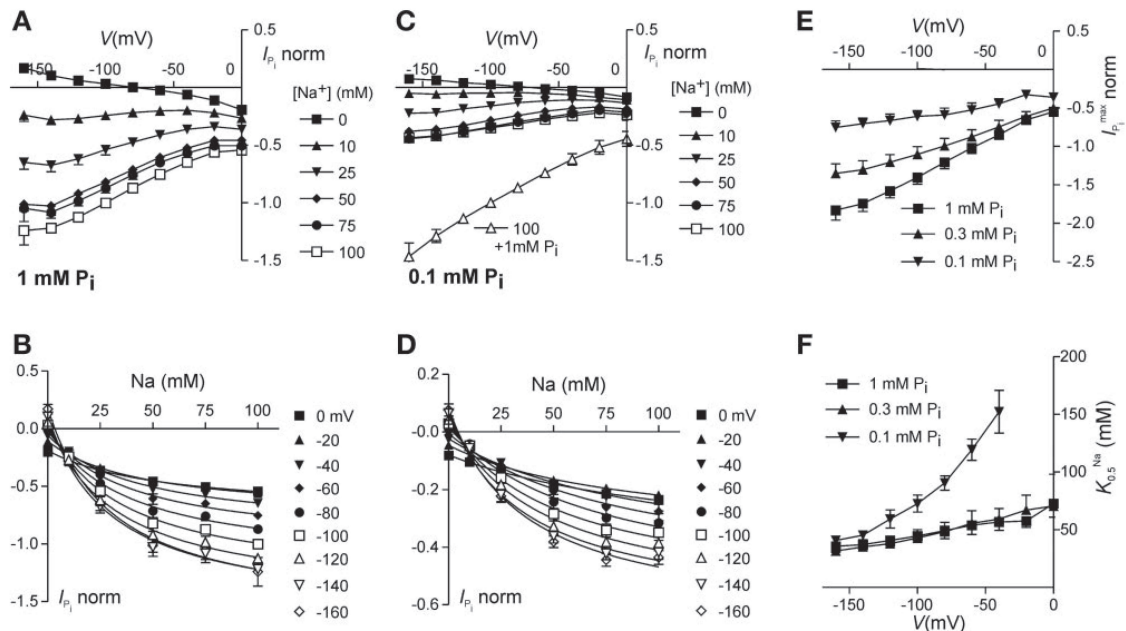 A
V(mV)
0.5
I_Pi norm
-150
-100
-50
0
[Na+] (mM)
0
10
25
50
75
100
-0.5
-1.0
-1.5
1 mM Pi
C
V(mV)
0.5
I_Pi norm
-150
-100
-50
0
[Na+] (mM)
0
10
25
50
75
100
100
+1mM Pi
-0.5
-1.0
-1.5
0.1 mM Pi
E
V(mV)
0.5
-150
-100
-50
0
-0.5
-1.0
-1.5
-2.0
-2.5
I_Pi^max norm
1 mM Pi
0.3 mM Pi
0.1 mM Pi
B
0.5
Na (mM)
25
50
75
100
0.0
-0.5
-1.0
-1.5
I_Pi norm
0 mV
-20
-40
-60
-80
-100
-120
-140
-160
D
0.2
Na (mM)
25
50
75
100
-0.0
-0.2
-0.4
-0.6
I_Pi norm
0 mV
-20
-40
-60
-80
-100
-120
-140
-160
F
200
150
100
50
K_0.5^Na (mM)
1 mM Pi
0.3 mM Pi
0.1 mM Pi
-150
-100
-50
0
V(mV)